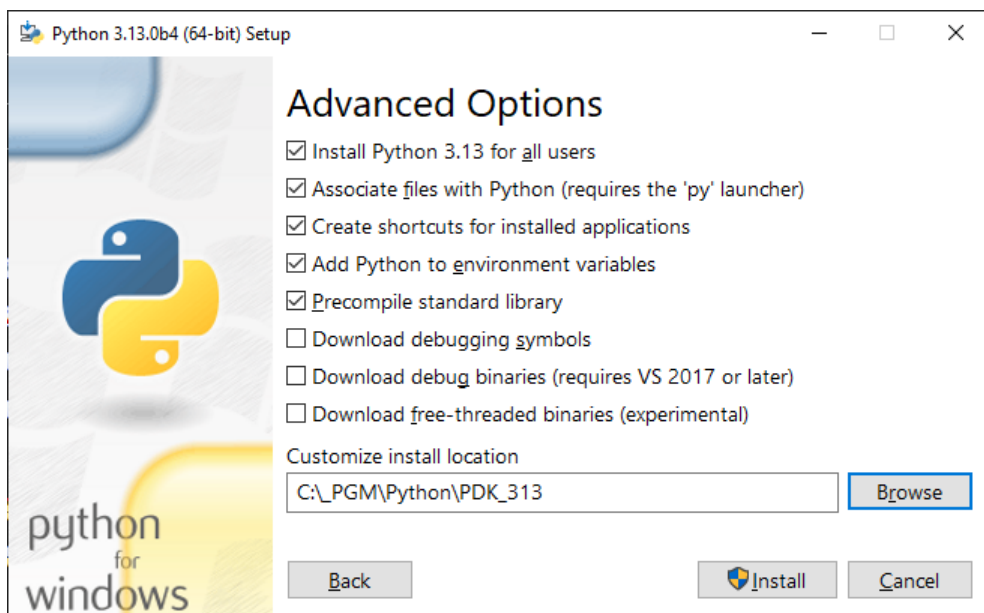 Python 3.13.0b4 (64-bit) Setup
Advanced Options
Install Python 3.13 for all users
Associate files with Python (requires the 'py' launcher)
Create shortcuts for installed applications
Add Python to environment variables
Precompile standard library
Download debugging symbols
Download debug binaries (requires VS 2017 or later)
Download free-threaded binaries (experimental)
Customize install location
C:\_PGM\Python\PDK_313
Browse
python
for
windows
Back
Install
Cancel